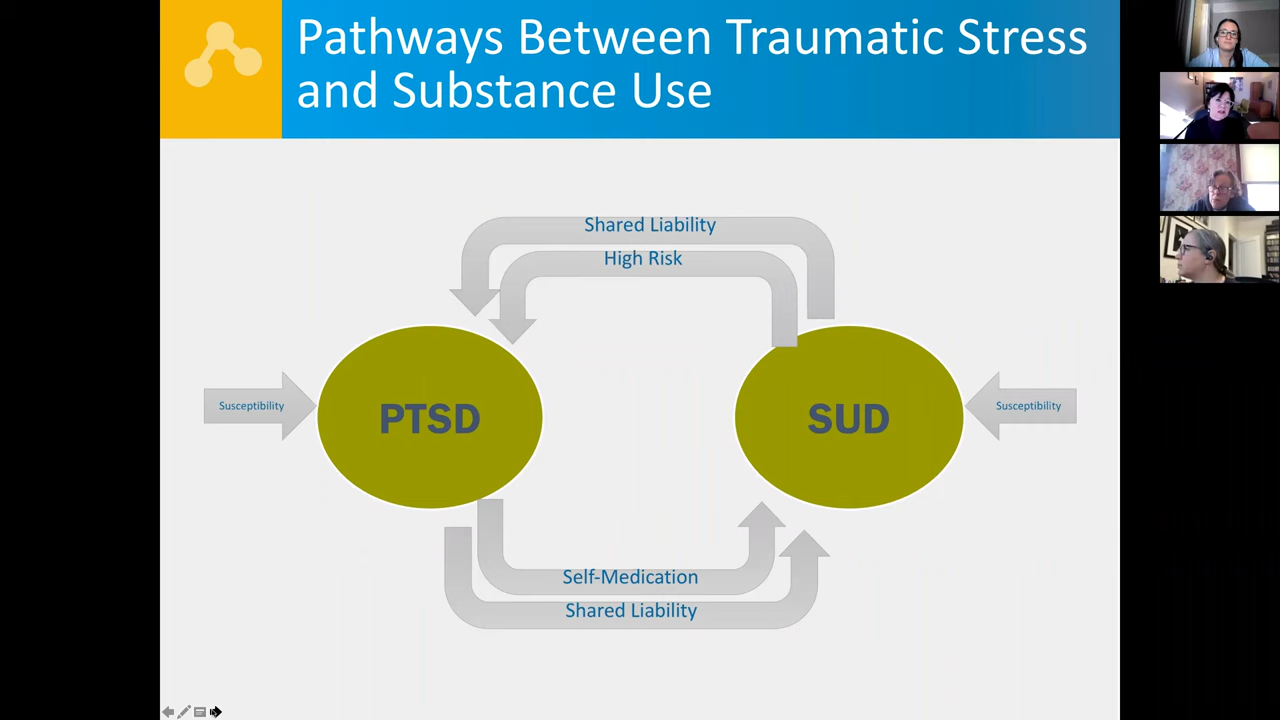 Pathways Between Traumatic Stress
and Substance Use
Shared Liability
High Risk
Susceptibility
PTSD
SUD
Susceptibility
Self-Medication
Shared Liability